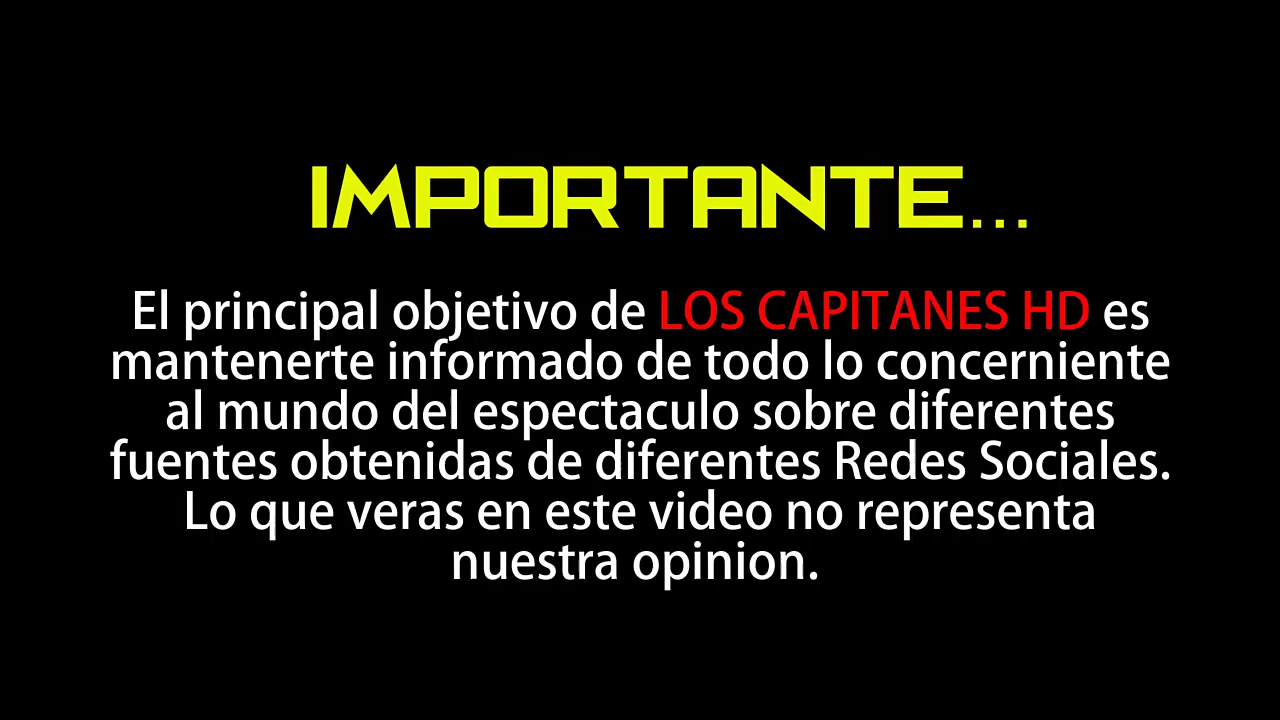 IMPORTANTE...
El principal objetivo de LOS CAPITANES HD es
mantenerte informado de todo lo concerniente
al mundo del espectaculo sobre diferentes
fuentes obtenidas de diferentes Redes Sociales.
Lo que veras en este video no representa
nuestra opinion.